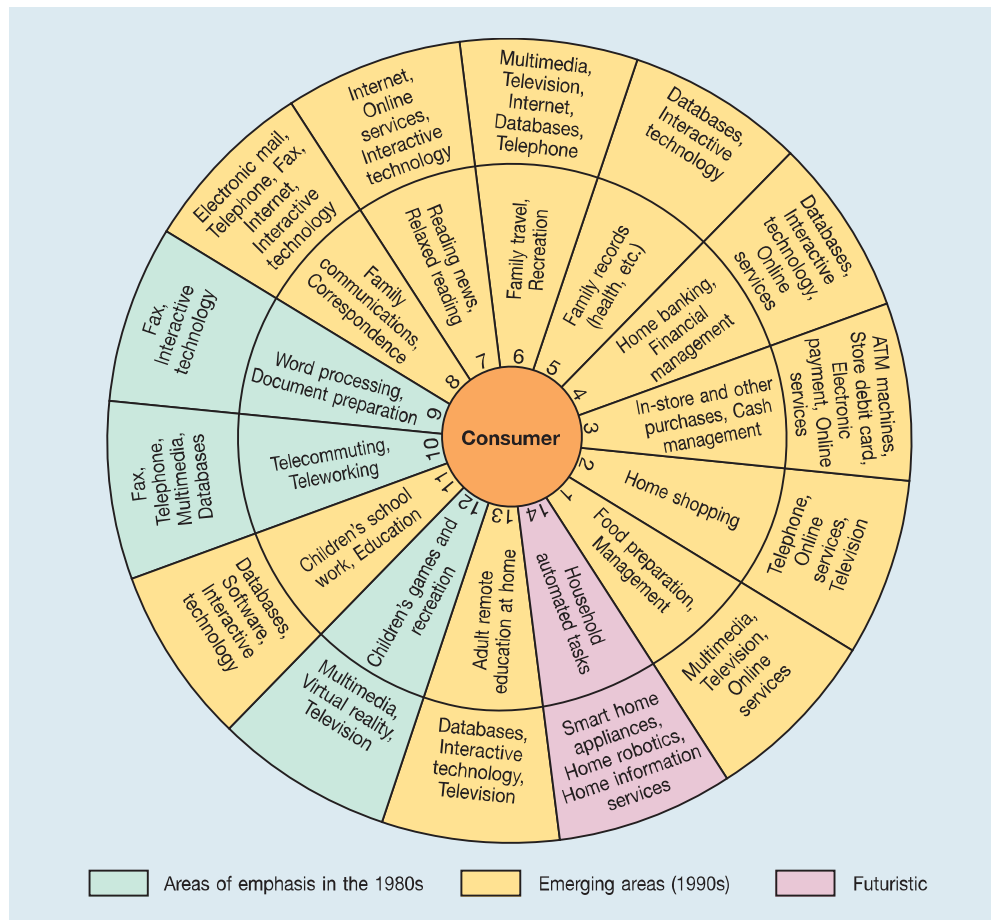 Consumer
1
Food preparation,
Management
Multimedia,
Television,
Online
services
2
Home shopping
Telephone,
Online
services,
Television
3
In-store and other
purchases, Cash
management
ATM machines,
Store debit card,
Electronic
payment, Online
services
4
Home banking,
Financial
management
Databases,
Interactive
technology,
Online
services
5
Family records
(health, etc.)
Databases,
Interactive
technology
6
Family travel,
Recreation
Multimedia,
Television,
Internet,
Databases,
Telephone
7
Reading news,
Relaxed reading
Internet,
Online
services,
Interactive
technology
8
Family
communications,
Correspondence
Electronic mail,
Telephone, Fax,
Internet,
Interactive
technology
9
Word processing,
Document preparation
Fax,
Interactive
technology
10
Telecommuting,
Teleworking
Fax,
Telephone,
Multimedia,
Databases
11
Children's school
work, Education
Databases,
Software,
Interactive
technology
12
Children's games and
recreation
Multimedia,
Virtual reality,
Television
13
Adult remote
education at home
Databases,
Interactive
technology,
Television
14
Household
automated tasks
Smart home
appliances,
Home robotics,
Home information
services
Areas of emphasis in the 1980s
Emerging areas (1990s)
Futuristic